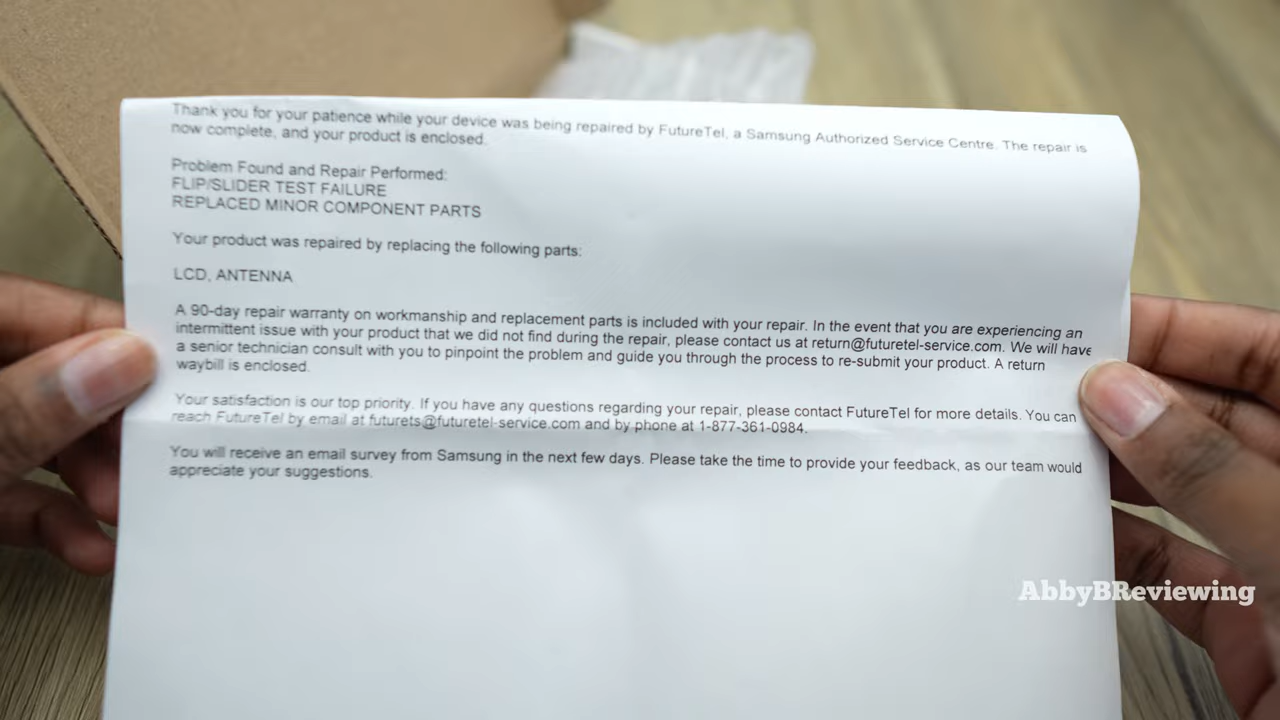 Thank you for your patience while your device was being repaired by FutureTel, a Samsung Authorized Service Centre. The repair is
now complete, and your product is enclosed.
Problem Found and Repair Performed:
FLIP/SLIDER TEST FAILURE
REPLACED MINOR COMPONENT PARTS
Your product was repaired by replacing the following parts:
LCD, ANTENNA
A 90-day repair warranty on workmanship and replacement parts is included with your repair. In the event that you are experiencing an
intermittent issue with your product that we did not find during the repair, please contact us at return@futuretel-service.com. We will have
a senior technician consult with you to pinpoint the problem and guide you through the process to re-submit your product. A return
waybill is enclosed.
Your satisfaction is our top priority. If you have any questions regarding your repair, please contact FutureTel for more details. You can
reach FutureTel by email at futurets@futuretel-service.com and by phone at 1-877-361-0984.
You will receive an email survey from Samsung in the next few days. Please take the time to provide your feedback, as our team would
appreciate your suggestions.
AbbyBReviewing